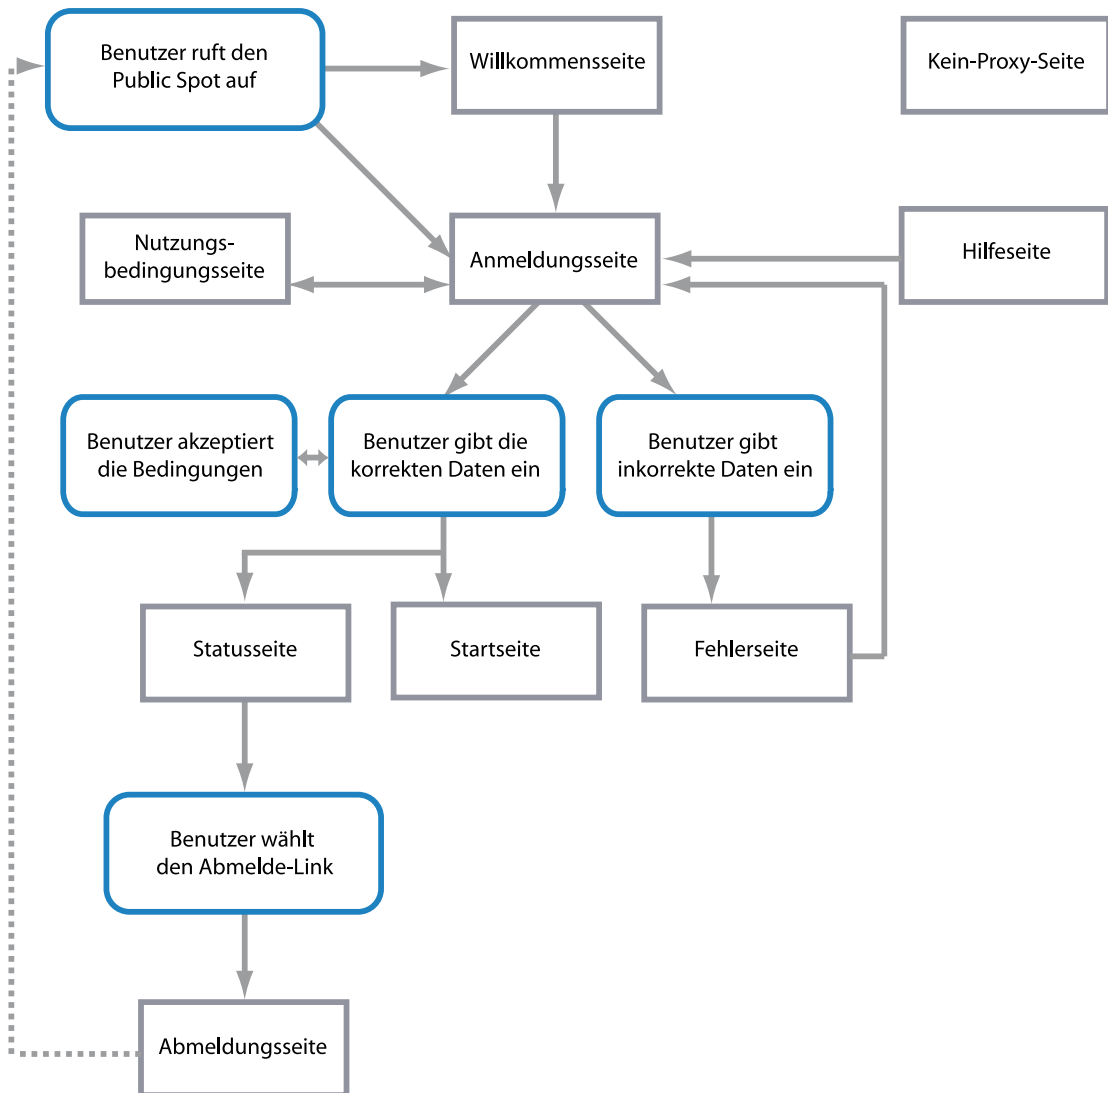 Benutzer ruft den
Public Spot auf
Willkommensseite
Kein-Proxy-Seite
Nutzungs-
bedingungsseite
Anmeldungsseite
Hilfeseite
Benutzer akzeptiert
die Bedingungen
Benutzer gibt die
korrekten Daten ein
Benutzer gibt
inkorrekte Daten ein
Statusseite
Startseite
Fehlerseite
Benutzer wählt
den Abmelde-Link
Abmeldungsseite